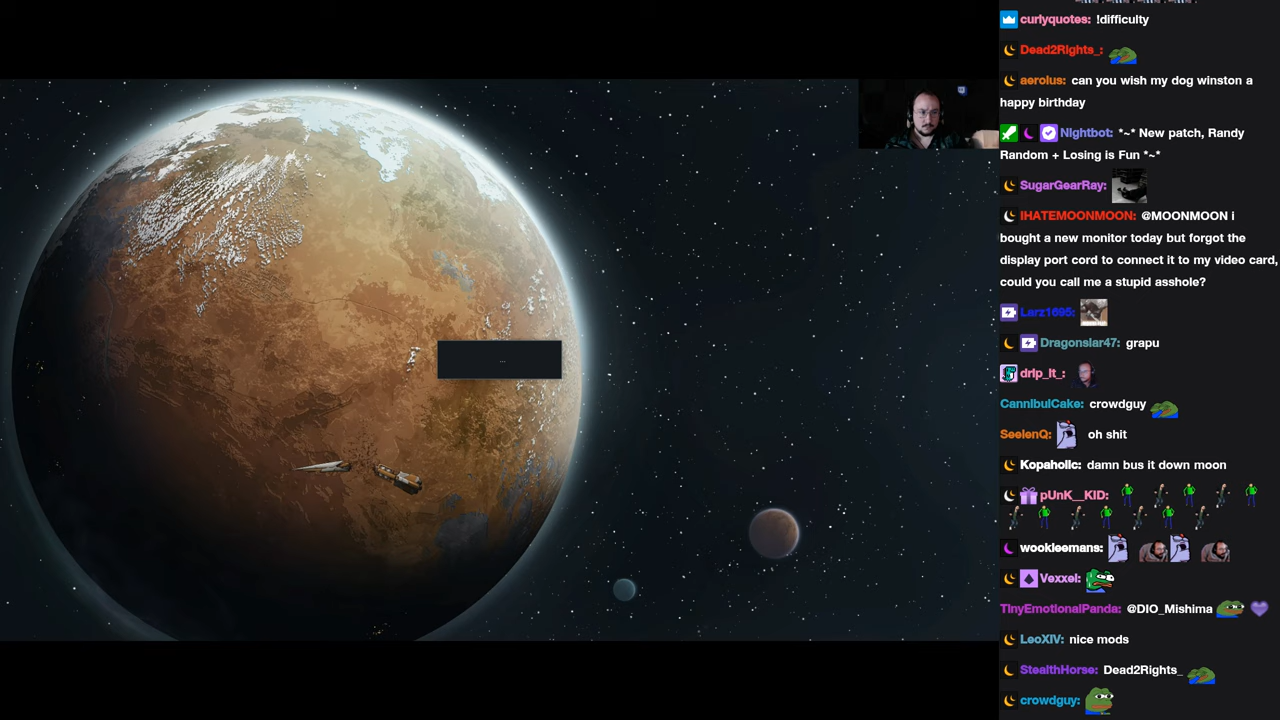 ...
curlyquotes: !difficulty
Dead2Rights_:
aerolus: can you wish my dog winston a
happy birthday
Nightbot: *~* New patch, Randy
Random + Losing is Fun *~*
SugarGearRay:
IHATEMOONMOON: @MOONMOON i
bought a new monitor today but forgot the
display port cord to connect it to my video card,
could you call me a stupid asshole?
Larz1695:
Dragonslar47: grapu
drip_it_:
CannibulCake: crowdguy
SeelenQ: oh shit
Kopaholic: damn bus it down moon
pUnK__KID:
wookieemans:
Vexxel:
TinyEmotionalPanda: @DIO_Mishima
LeoXIV: nice mods
StealthHorse: Dead2Rights_
crowdguy: